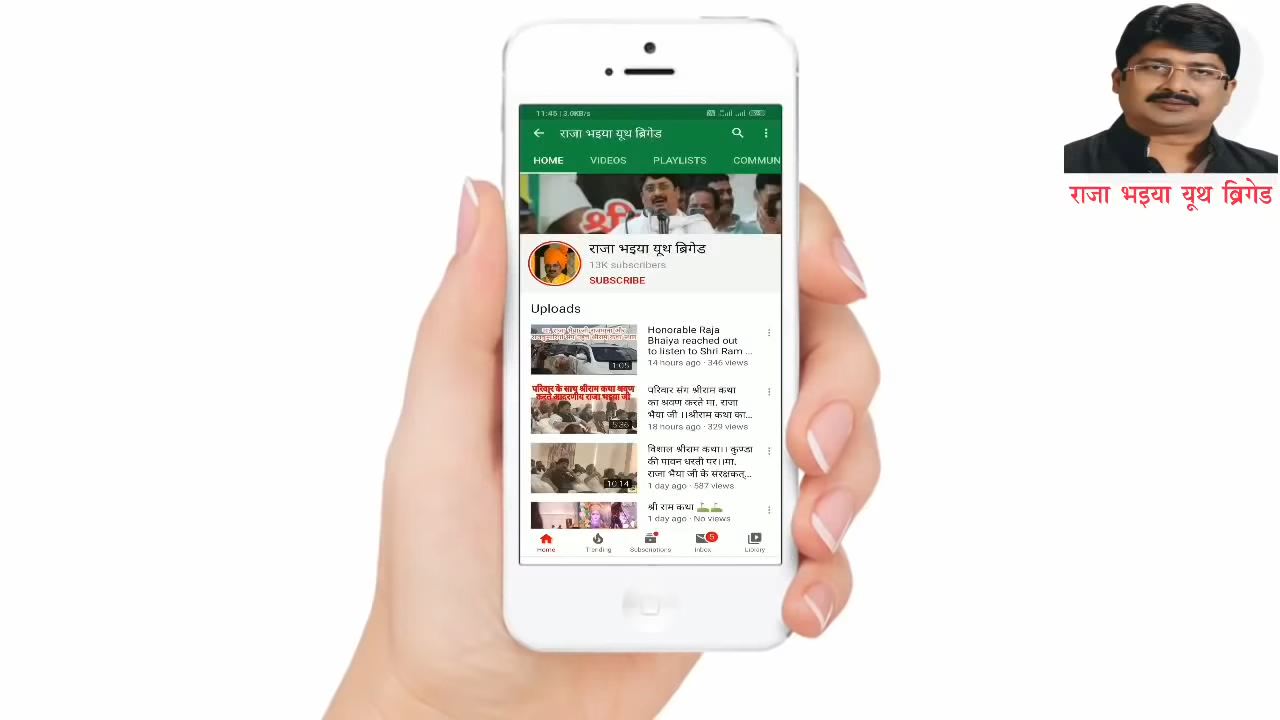 11:45 | 3.0KB/s
राजा भइया यूथ ब्रिगेड
HOME VIDEOS PLAYLISTS COMMUN
राजा भइया यूथ ब्रिगेड
13K subscribers
SUBSCRIBE
Uploads
1:05
Honorable Raja
Bhaiya reached out
to listen to Shri Ram ...
14 hours ago · 346 views
परिवार के साथ श्रीराम कथा श्रवण
करते आदरणीय राजा भइया जी
5:36
परिवार संग श्रीराम कथा
का श्रवण करते मा. राजा
भैया जी ।।श्रीराम कथा का...
18 hours ago · 329 views
10:14
विशाल श्रीराम कथा।। कुण्डा
की पावन धरती पर।।मा.
राजा भैया जी के संरक्षकत्...
1 day ago · 587 views
श्री राम कथा ⛳⛳
1 day ago · No views
5
Home Trending Subscriptions Inbox Library
राजा भइया यूथ ब्रिगेड